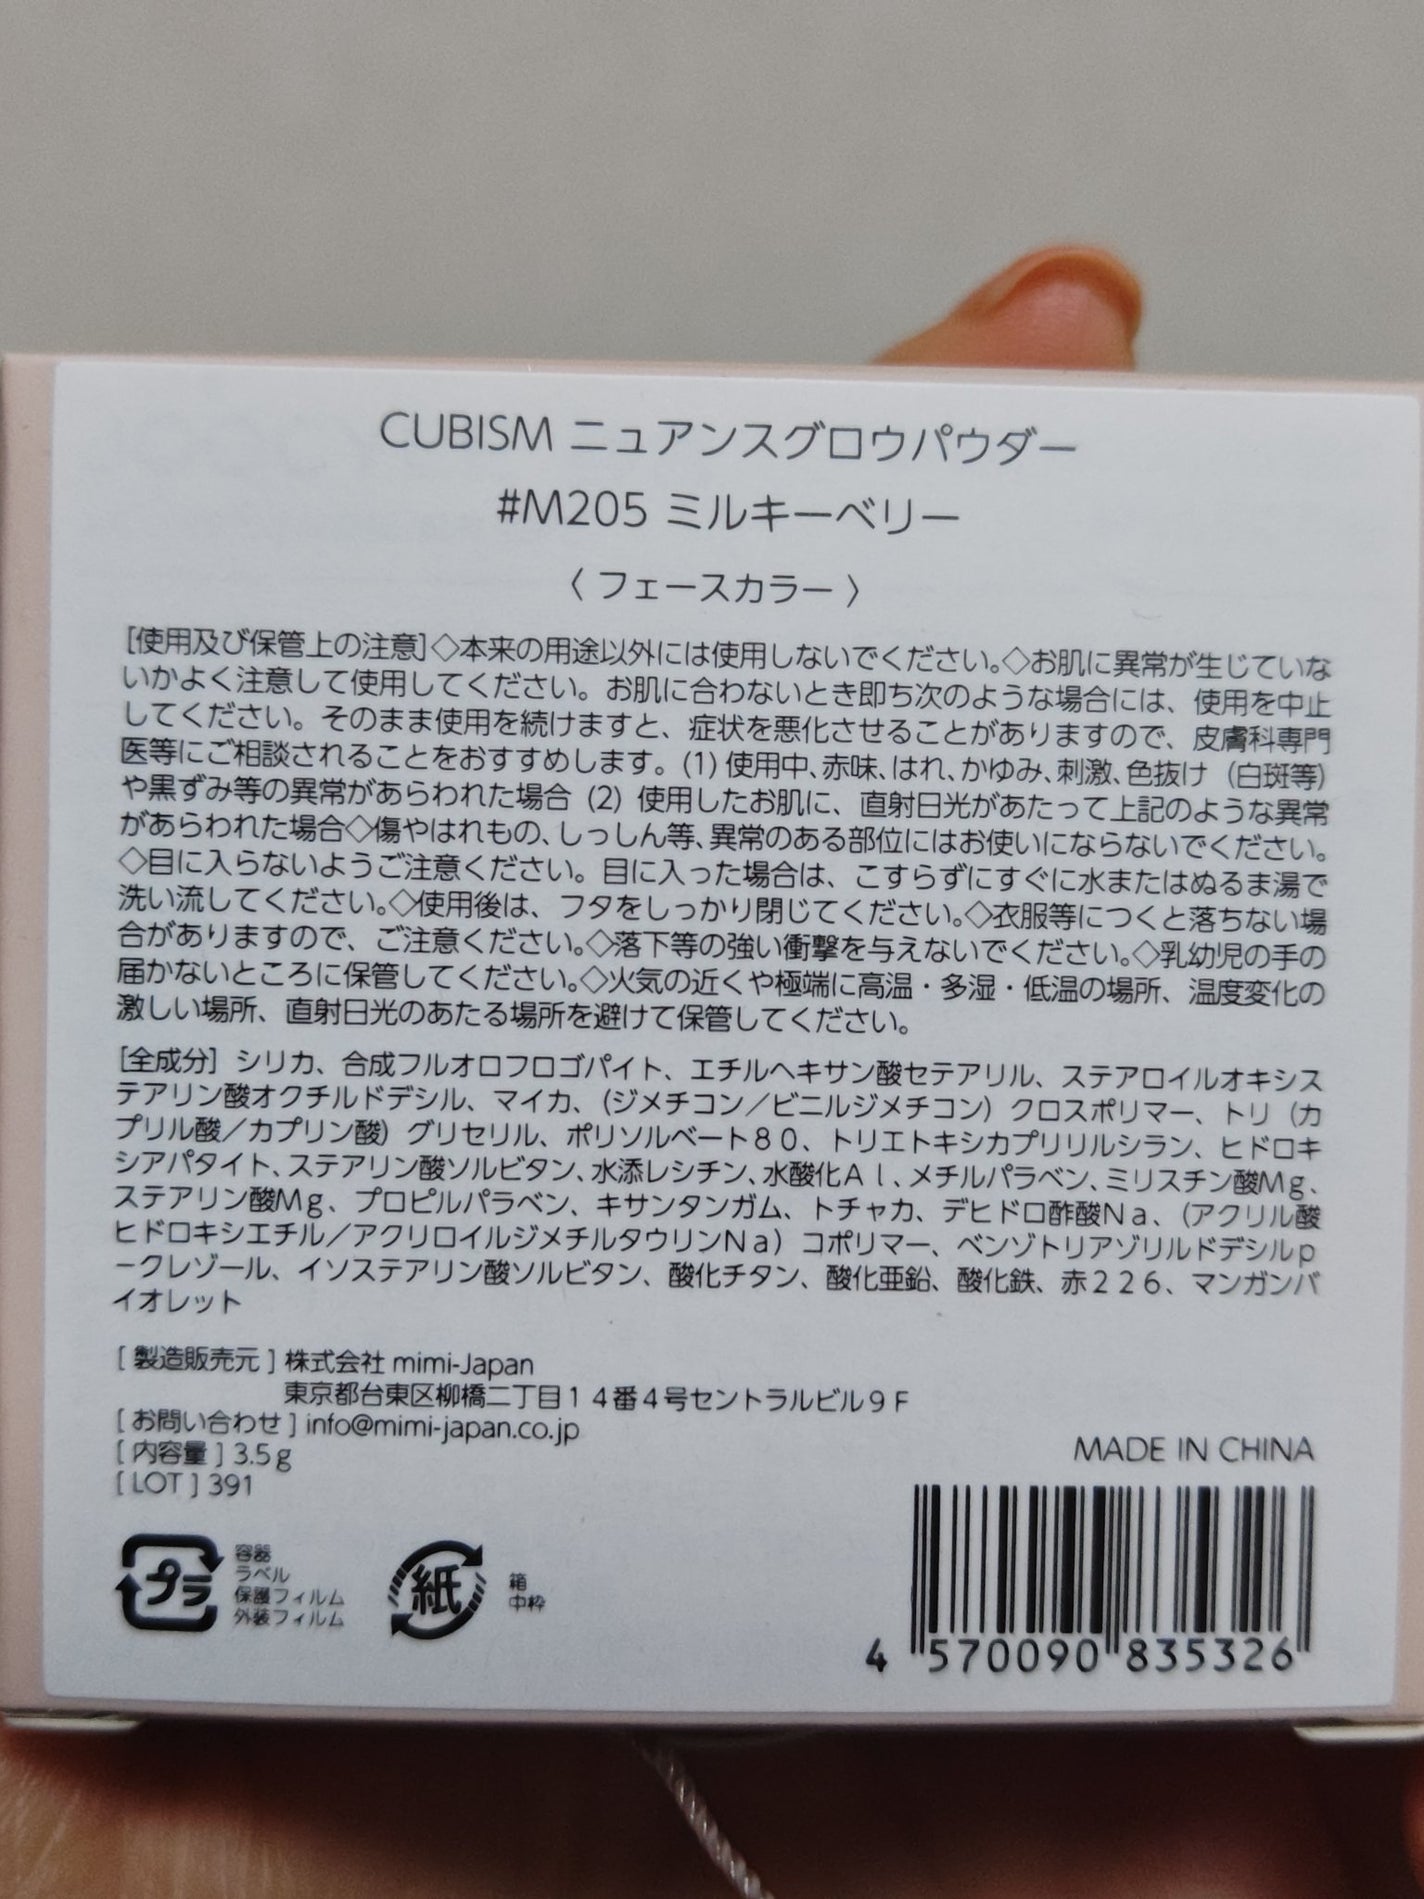 CUBISM ニュアンスグロウパウダー
#M205 ミルキーベリー
〈フェースカラー〉
[使用及び保管上の注意]◇本来の用途以外には使用しないでください。◇お肌に異常が生じていな
いかよく注意して使用してください。お肌に合わないとき即ち次のような場合には、使用を中止
してください。そのまま使用を続けますと、症状を悪化させることがありますので、皮膚科専門
医等にご相談されることをおすすめします。(1) 使用中、赤味、はれ、かゆみ、刺激、色抜け（白斑等）
や黒ずみ等の異常があらわれた場合 (2) 使用したお肌に、直射日光があたって上記のような異常
があらわれた場合◇傷やはれもの、しっしん等、異常のある部位にはお使いにならないでください。
◇目に入らないようご注意ください。目に入った場合は、こすらずにすぐに水またはぬるま湯で
洗い流してください。◇使用後は、フタをしっかり閉じてください。◇衣服等につくと落ちない場
合がありますので、ご注意ください。◇落下等の強い衝撃を与えないでください。◇乳幼児の手の
届かないところに保管してください。◇火気の近くや極端に高温・多湿・低温の場所、温度変化の
激しい場所、直射日光のあたる場所を避けて保管してください。
[全成分] シリカ、合成フルオロフロゴパイト、エチルヘキサン酸セテアリル、ステアロイルオキシス
テアリン酸オクチルドデシル、マイカ、（ジメチコン／ビニルジメチコン）クロスポリマー、トリ（カ
プリル酸／カプリン酸）グリセリル、ポリソルベート８０、トリエトキシカプリリルシラン、ヒドロキ
シアパタイト、ステアリン酸ソルビタン、水添レシチン、水酸化Ａｌ、メチルパラベン、ミリスチン酸Ｍｇ、
ステアリン酸Ｍｇ、プロピルパラベン、キサンタンガム、トチャカ、デヒドロ酢酸Ｎａ、（アクリル酸
ヒドロキシエチル／アクリロイルジメチルタウリンＮａ）コポリマー、ベンゾトリアゾリルドデシルｐ
－クレゾール、イソステアリン酸ソルビタン、酸化チタン、酸化亜鉛、酸化鉄、赤２２６、マンガンバ
イオレット
[ 製造販売元 ] 株式会社 mimi-Japan
東京都台東区柳橋二丁目１４番４号セントラルビル９Ｆ
[ お問い合わせ ] info@mimi-japan.co.jp
[ 内容量 ] 3.5ｇ
[ LOT ] 391
MADE IN CHINA
プラ
容器
ラベル
保護フィルム
外装フィルム
紙
箱
中枠
4 570090 835326